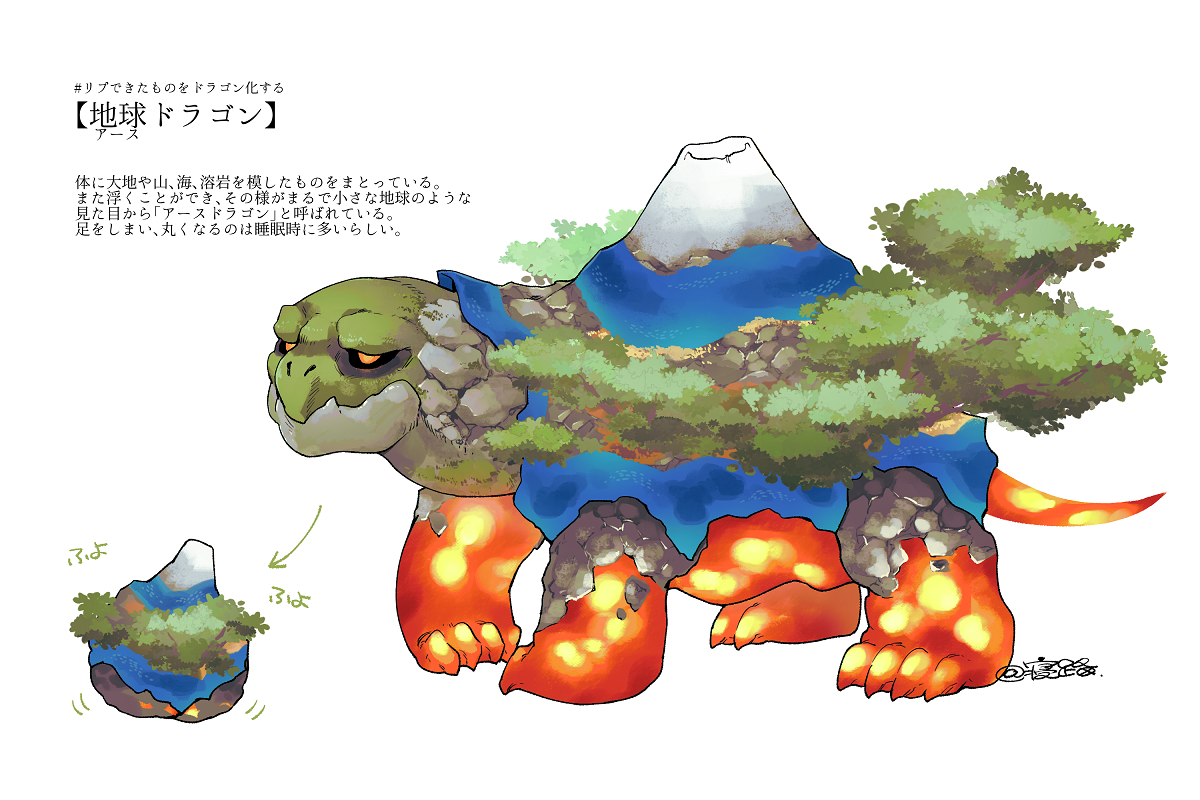 #リプできたものをドラゴン化する
【地球ドラゴン】
アース
体に大地や山、海、溶岩を模したものをまとっている。
また浮くことができ、その様がまるで小さな地球のような
見た目から「アースドラゴン」と呼ばれている。
足をしまい、丸くなるのは睡眠時に多いらしい。
ふよ
ふよ